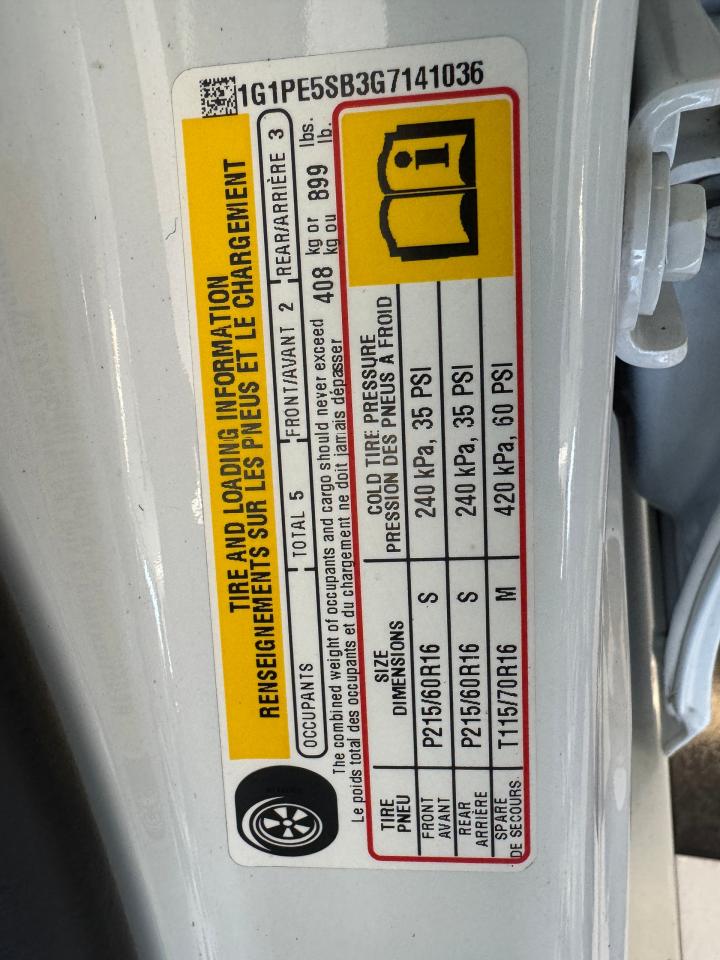 1G1PE5SB3G7141036
TIRE AND LOADING INFORMATION
RENSEIGNEMENTS SUR LES PNEUS ET LE CHARGEMENT
OCCUPANTS TOTAL 5 FRONT/AVANT 2 REAR/ARRIÈRE 3
The combined weight of occupants and cargo should never exceed 408 kg or 899 lbs.
Le poids total des occupants et du chargement ne doit jamais dépasser 408 kg ou 899 lb.
TIRE SIZE COLD TIRE PRESSURE
PNEU DIMENSIONS PRESSION DES PNEUS À FROID
FRONT
AVANT P215/60R16 S 240 kPa, 35 PSI
REAR
ARRIÈRE P215/60R16 S 240 kPa, 35 PSI
SPARE
DE SECOURS T115/70R16 M 420 kPa, 60 PSI